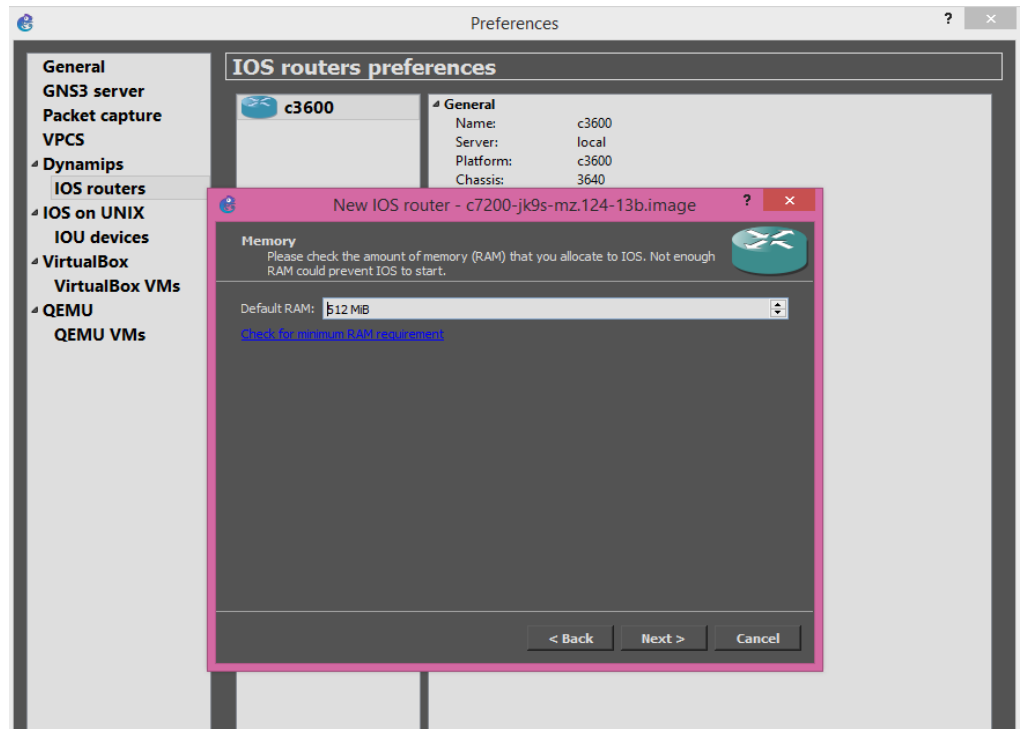 Preferences
?
×
General
GNS3 server
Packet capture
VPCS
Dynamips
IOS routers
IOS on UNIX
IOU devices
VirtualBox
VirtualBox VMs
QEMU
QEMU VMs
IOS routers preferences
c3600
General
Name: c3600
Server: local
Platform: c3600
Chassis: 3640
New IOS router - c7200-jk9s-mz.124-13b.image
?
×
Memory
Please check the amount of memory (RAM) that you allocate to IOS. Not enough
RAM could prevent IOS to start.
Default RAM: 512 MiB
Check for minimum RAM requirement
< Back
Next >
Cancel